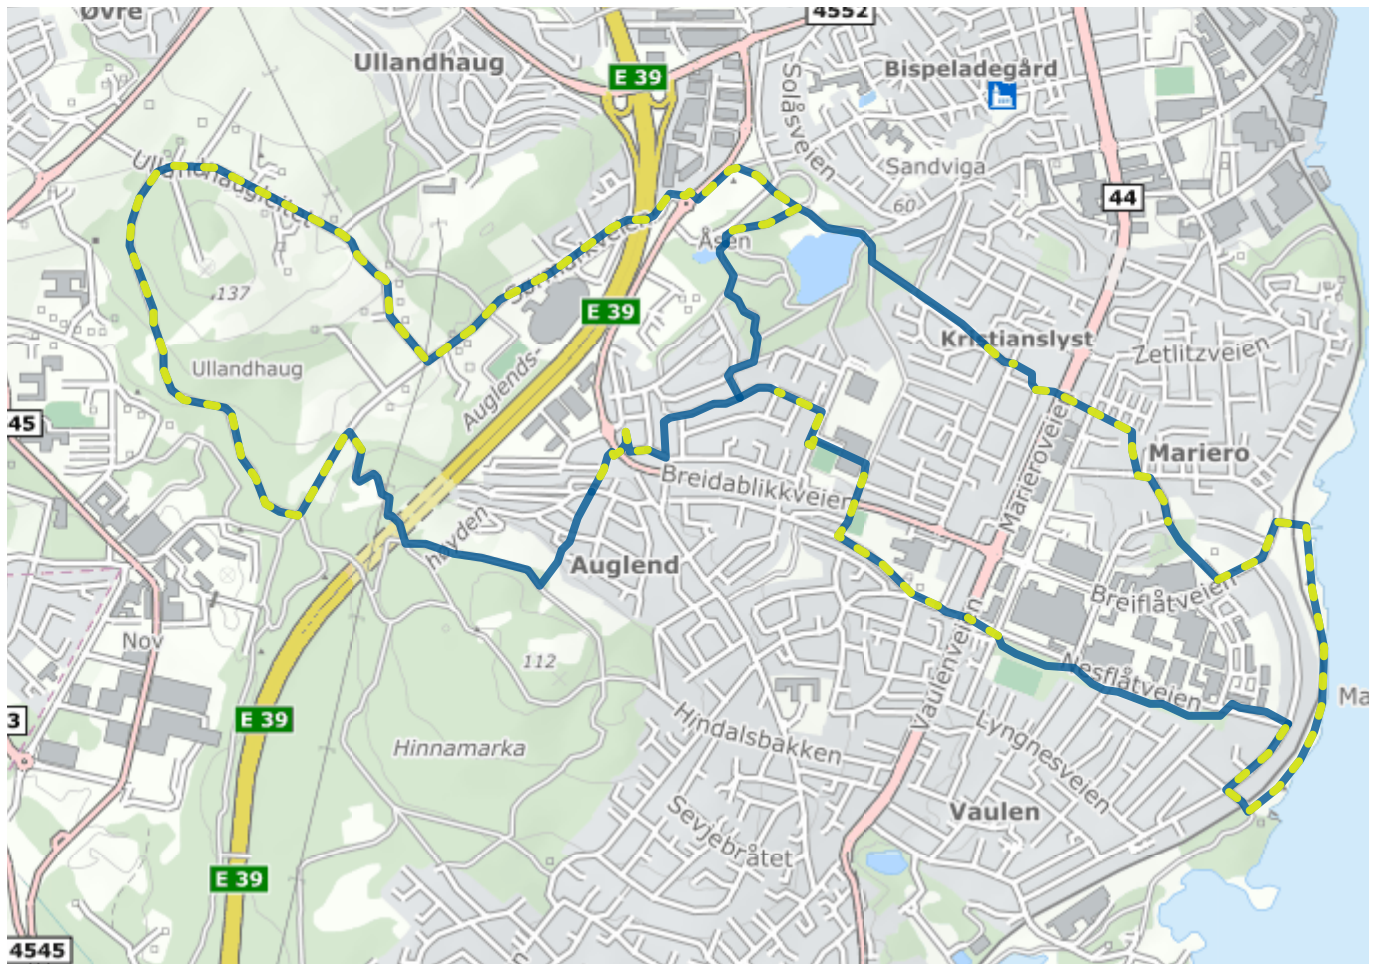 Øvre
4552
Ullandhaug
E 39
Solåsveien
Bispeladegård
Sandviga
44
60
Åsen
137
E 39
Kristianslyst
Zetlitzveien
Ullandhaug
Auglends-
45
Mariero
Breidablikkveien
Marieroveien
høyden
Auglend
Breiflåtveien
Nov
112
Nesflåtveien
Vaulenveien
Ma
3
E 39
Hindalsbakken
Lyngnesveien
Hinnamarka
Vaulen
Sevjebråtet
E 39
4545